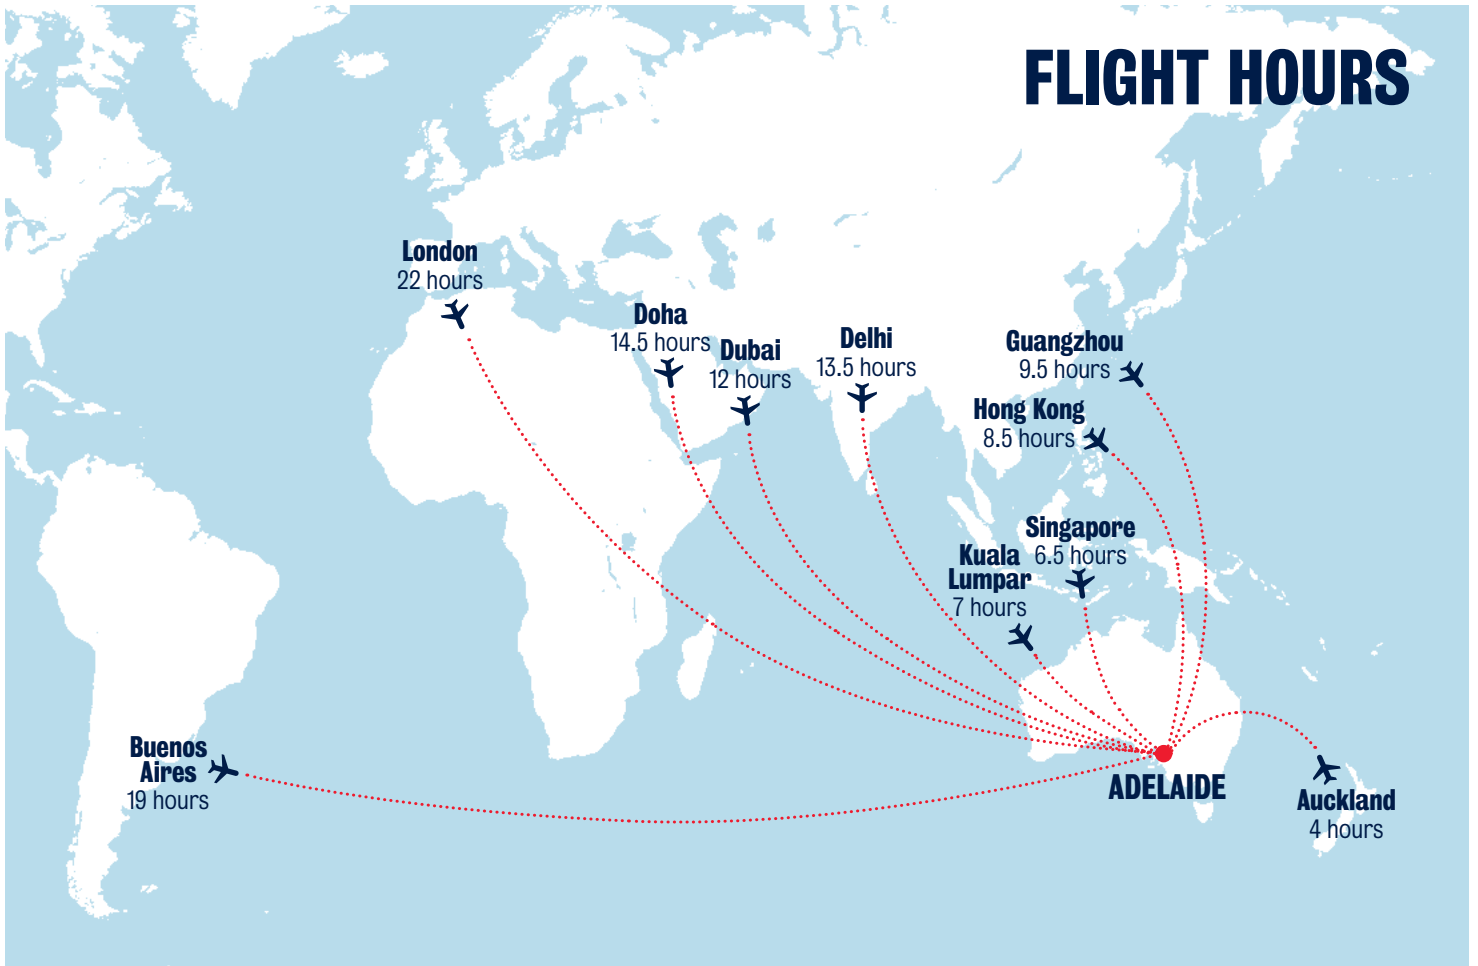 FLIGHT HOURS
London
22 hours
Doha
14.5 hours
Dubai
12 hours
Delhi
13.5 hours
Guangzhou
9.5 hours
Hong Kong
8.5 hours
Singapore
6.5 hours
Kuala
Lumpar
7 hours
Buenos
Aires
19 hours
ADELAIDE
Auckland
4 hours